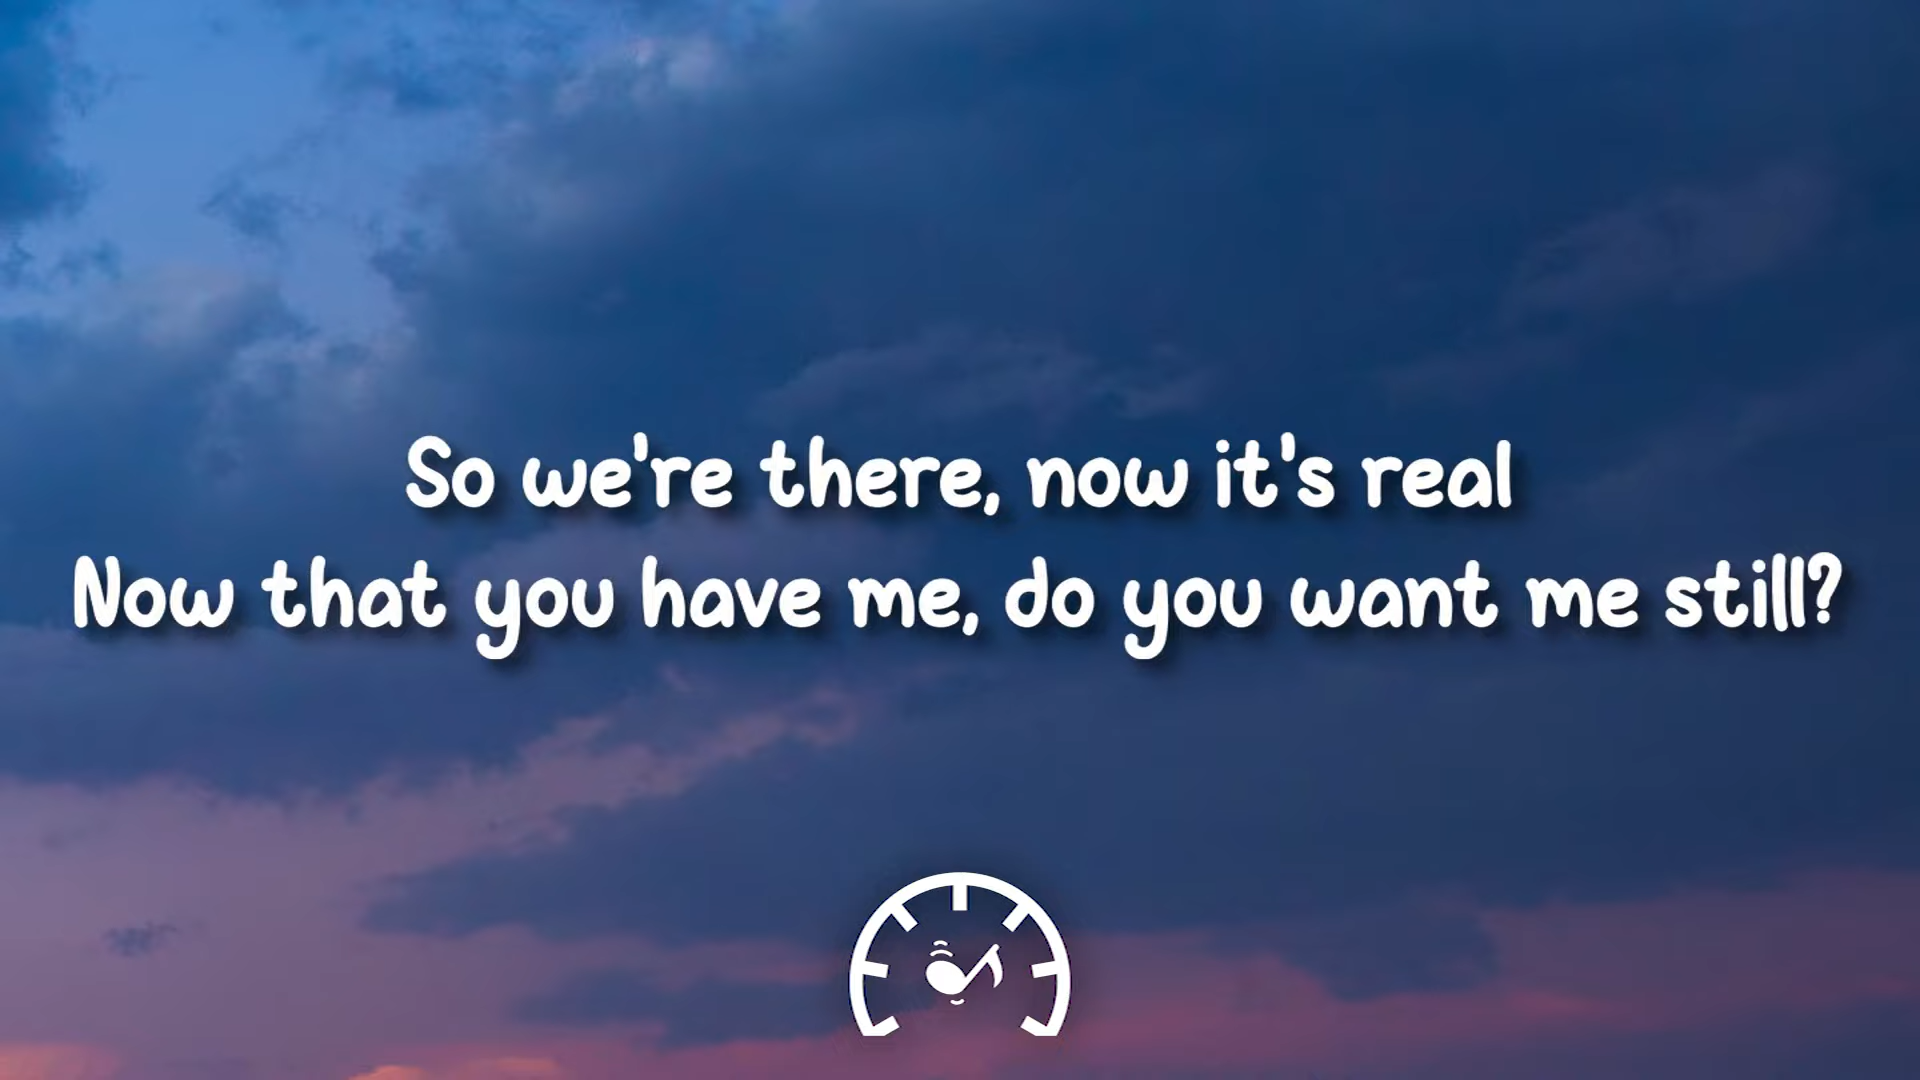 So we're there, now it's real
Now that you have me, do you want me still?